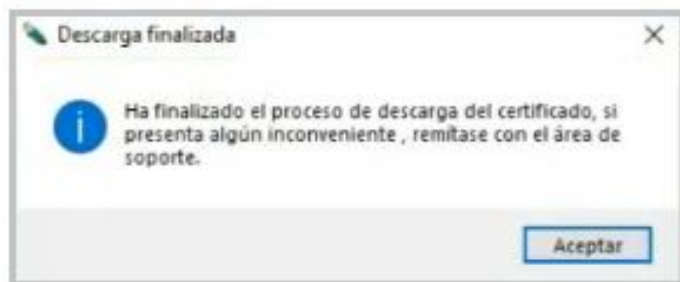 Descarga finalizada
Ha finalizado el proceso de descarga del certificado, si
presenta algún inconveniente , remítase con el área de
soporte.
Aceptar